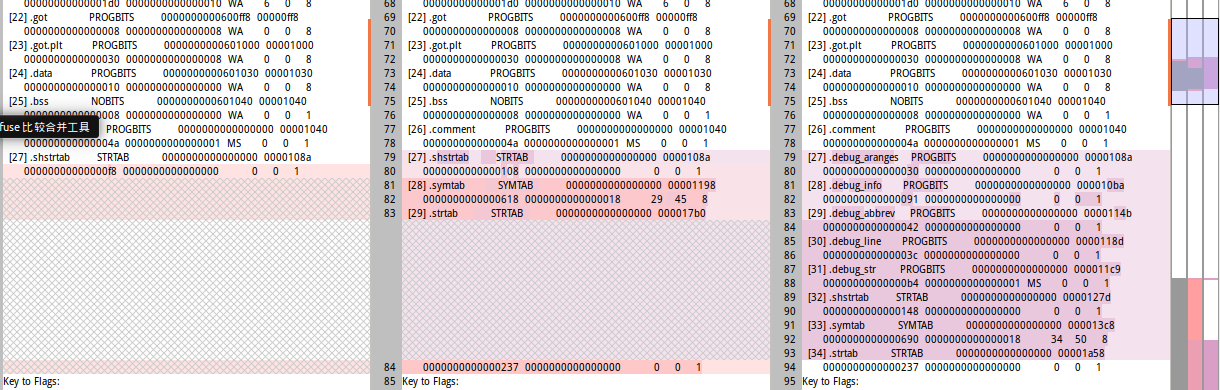 00000000000001d0 0000000000000010 WA 6 0 8
[22] .got PROGBITS 0000000000600ff8 00000ff8
0000000000000008 0000000000000008 WA 0 0 8
[23] .got.plt PROGBITS 0000000000601000 00001000
0000000000000030 0000000000000008 WA 0 0 8
[24] .data PROGBITS 0000000000601030 00001030
0000000000000010 0000000000000000 WA 0 0 8
[25] .bss NOBITS 0000000000601040 00001040
0000000000000008 0000000000000000 WA 0 0 1
fuse 比较合并工具
PROGBITS 0000000000000000 00001040
000000000000004a 0000000000000001 MS 0 0 1
[27] .shstrtab STRTAB 0000000000000000 0000108a
00000000000000f8 0000000000000000 0 0 1
Key to Flags:
68 00000000000001d0 0000000000000010 WA 6 0 8
69 [22] .got PROGBITS 0000000000600ff8 00000ff8
70 0000000000000008 0000000000000008 WA 0 0 8
71 [23] .got.plt PROGBITS 0000000000601000 00001000
72 0000000000000030 0000000000000008 WA 0 0 8
73 [24] .data PROGBITS 0000000000601030 00001030
74 0000000000000010 0000000000000000 WA 0 0 8
75 [25] .bss NOBITS 0000000000601040 00001040
76 0000000000000008 0000000000000000 WA 0 0 1
77 [26] .comment PROGBITS 0000000000000000 00001040
78 000000000000004a 0000000000000001 MS 0 0 1
79 [27] .shstrtab STRTAB 0000000000000000 0000108a
80 0000000000000108 0000000000000000 0 0 1
81 [28] .symtab SYMTAB 0000000000000000 00001198
82 0000000000000618 0000000000000018 29 45 8
83 [29] .strtab STRTAB 0000000000000000 000017b0
84 0000000000000237 0000000000000000 0 0 1
85 Key to Flags:
68 00000000000001d0 0000000000000010 WA 6 0 8
69 [22] .got PROGBITS 0000000000600ff8 00000ff8
70 0000000000000008 0000000000000008 WA 0 0 8
71 [23] .got.plt PROGBITS 0000000000601000 00001000
72 0000000000000030 0000000000000008 WA 0 0 8
73 [24] .data PROGBITS 0000000000601030 00001030
74 0000000000000010 0000000000000000 WA 0 0 8
75 [25] .bss NOBITS 0000000000601040 00001040
76 0000000000000008 0000000000000000 WA 0 0 1
77 [26] .comment PROGBITS 0000000000000000 00001040
78 000000000000004a 0000000000000001 MS 0 0 1
79 [27] .debug_aranges PROGBITS 0000000000000000 0000108a
80 0000000000000030 0000000000000000 0 0 1
81 [28] .debug_info PROGBITS 0000000000000000 000010ba
82 0000000000000091 0000000000000000 0 0 1
83 [29] .debug_abbrev PROGBITS 0000000000000000 0000114b
84 0000000000000042 0000000000000000 0 0 1
85 [30] .debug_line PROGBITS 0000000000000000 0000118d
86 000000000000003c 0000000000000000 0 0 1
87 [31] .debug_str PROGBITS 0000000000000000 000011c9
88 00000000000000b4 0000000000000001 MS 0 0 1
89 [32] .shstrtab STRTAB 0000000000000000 0000127d
90 0000000000000148 0000000000000000 0 0 1
91 [33] .symtab SYMTAB 0000000000000000 000013c8
92 0000000000000690 0000000000000018 34 50 8
93 [34] .strtab STRTAB 0000000000000000 00001a58
94 0000000000000237 0000000000000000 0 0 1
95 Key to Flags: